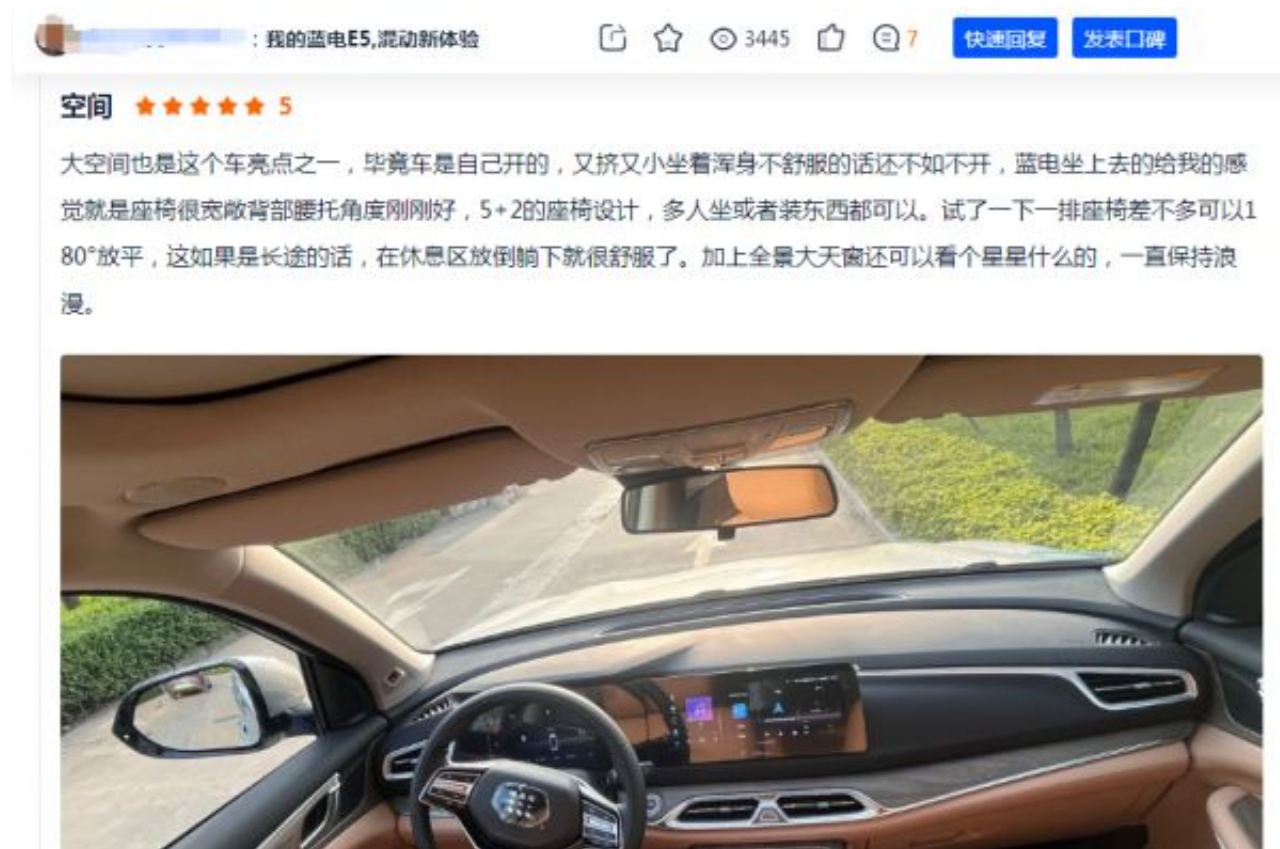 ：我的蓝电E5,混动新体验 3445 7 快速回复 发表口碑
空间 5
大空间也是这个车亮点之一，毕竟车是自己开的，又挤又小坐着浑身不舒服的话还不如不开，蓝电坐上去的给我的感
觉就是座椅很宽敞背部腰托角度刚刚好，5+2的座椅设计，多人坐或者装东西都可以。试了一下一排座椅差不多可以1
80°放平，这如果是长途的话，在休息区放倒躺下就很舒服了。加上全景大天窗还可以看个星星什么的，一直保持浪
漫。